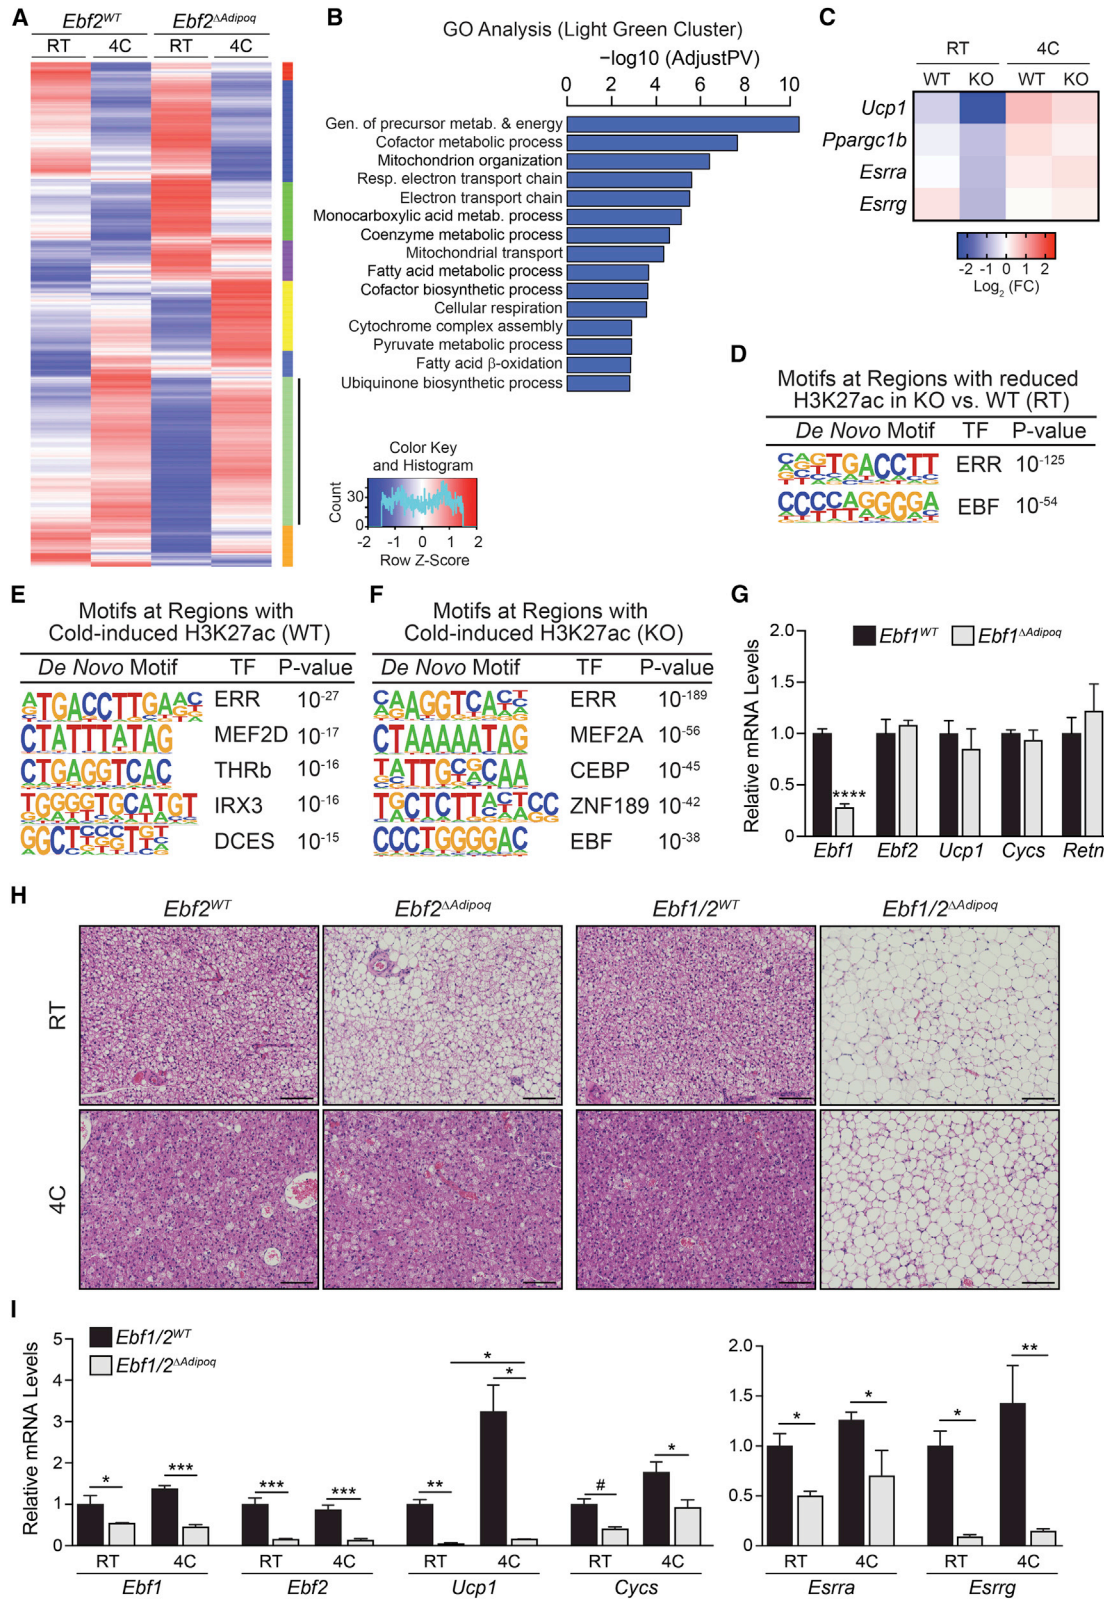 A
Ebf2WT
Ebf2ΔAdipoq
RT
4C
RT
4C
Color Key
and Histogram
Count
30
0
-2
-1
0
1
2
Row Z-Score
B
GO Analysis (Light Green Cluster)
−log10 (AdjustPV)
0
2
4
6
8
10
Gen. of precursor metab. & energy
Cofactor metabolic process
Mitochondrion organization
Resp. electron transport chain
Electron transport chain
Monocarboxylic acid metab. process
Coenzyme metabolic process
Mitochondrial transport
Fatty acid metabolic process
Cofactor biosynthetic process
Cellular respiration
Cytochrome complex assembly
Pyruvate metabolic process
Fatty acid β-oxidation
Ubiquinone biosynthetic process
C
RT
4C
WT
KO
WT
KO
Ucp1
Ppargc1b
Esrra
Esrrg
-2
-1
0
1
2
Log2 (FC)
D
Motifs at Regions with reduced
H3K27ac in KO vs. WT (RT)
De Novo Motif TF P-value
CAGTGACCTT ERR 10-125
CCCCAGGGGA EBF 10-54
E
Motifs at Regions with
Cold-induced H3K27ac (WT)
De Novo Motif TF P-value
ATGACCTTGAAC ERR 10-27
CTATTTATAG MEF2D 10-17
CTGAGGTCAC THRb 10-16
TGGGGTGCATGT IRX3 10-16
GGCTCCCTGT DCES 10-15
F
Motifs at Regions with
Cold-induced H3K27ac (KO)
De Novo Motif TF P-value
CAAGGTCACT ERR 10-189
CTAAAAATAG MEF2A 10-56
TATTGCGCAA CEBP 10-45
TGCTCTTACTCC ZNF189 10-42
CCCTGGGGAC EBF 10-38
G
Ebf1WT
Ebf1ΔAdipoq
Relative mRNA Levels
2.0
1.5
1.0
0.5
0
****
Ebf1
Ebf2
Ucp1
Cycs
Retn
H
Ebf2WT
Ebf2ΔAdipoq
Ebf1/2WT
Ebf1/2ΔAdipoq
RT
4C
I
Ebf1/2WT
Ebf1/2ΔAdipoq
Relative mRNA Levels
5
4
3
2
1
0
*
***
***
***
**
*
*
#
*
RT
4C
RT
4C
RT
4C
RT
4C
Ebf1
Ebf2
Ucp1
Cycs
2.0
1.5
1.0
0.5
0
*
*
*
**
RT
4C
RT
4C
Esrra
Esrrg